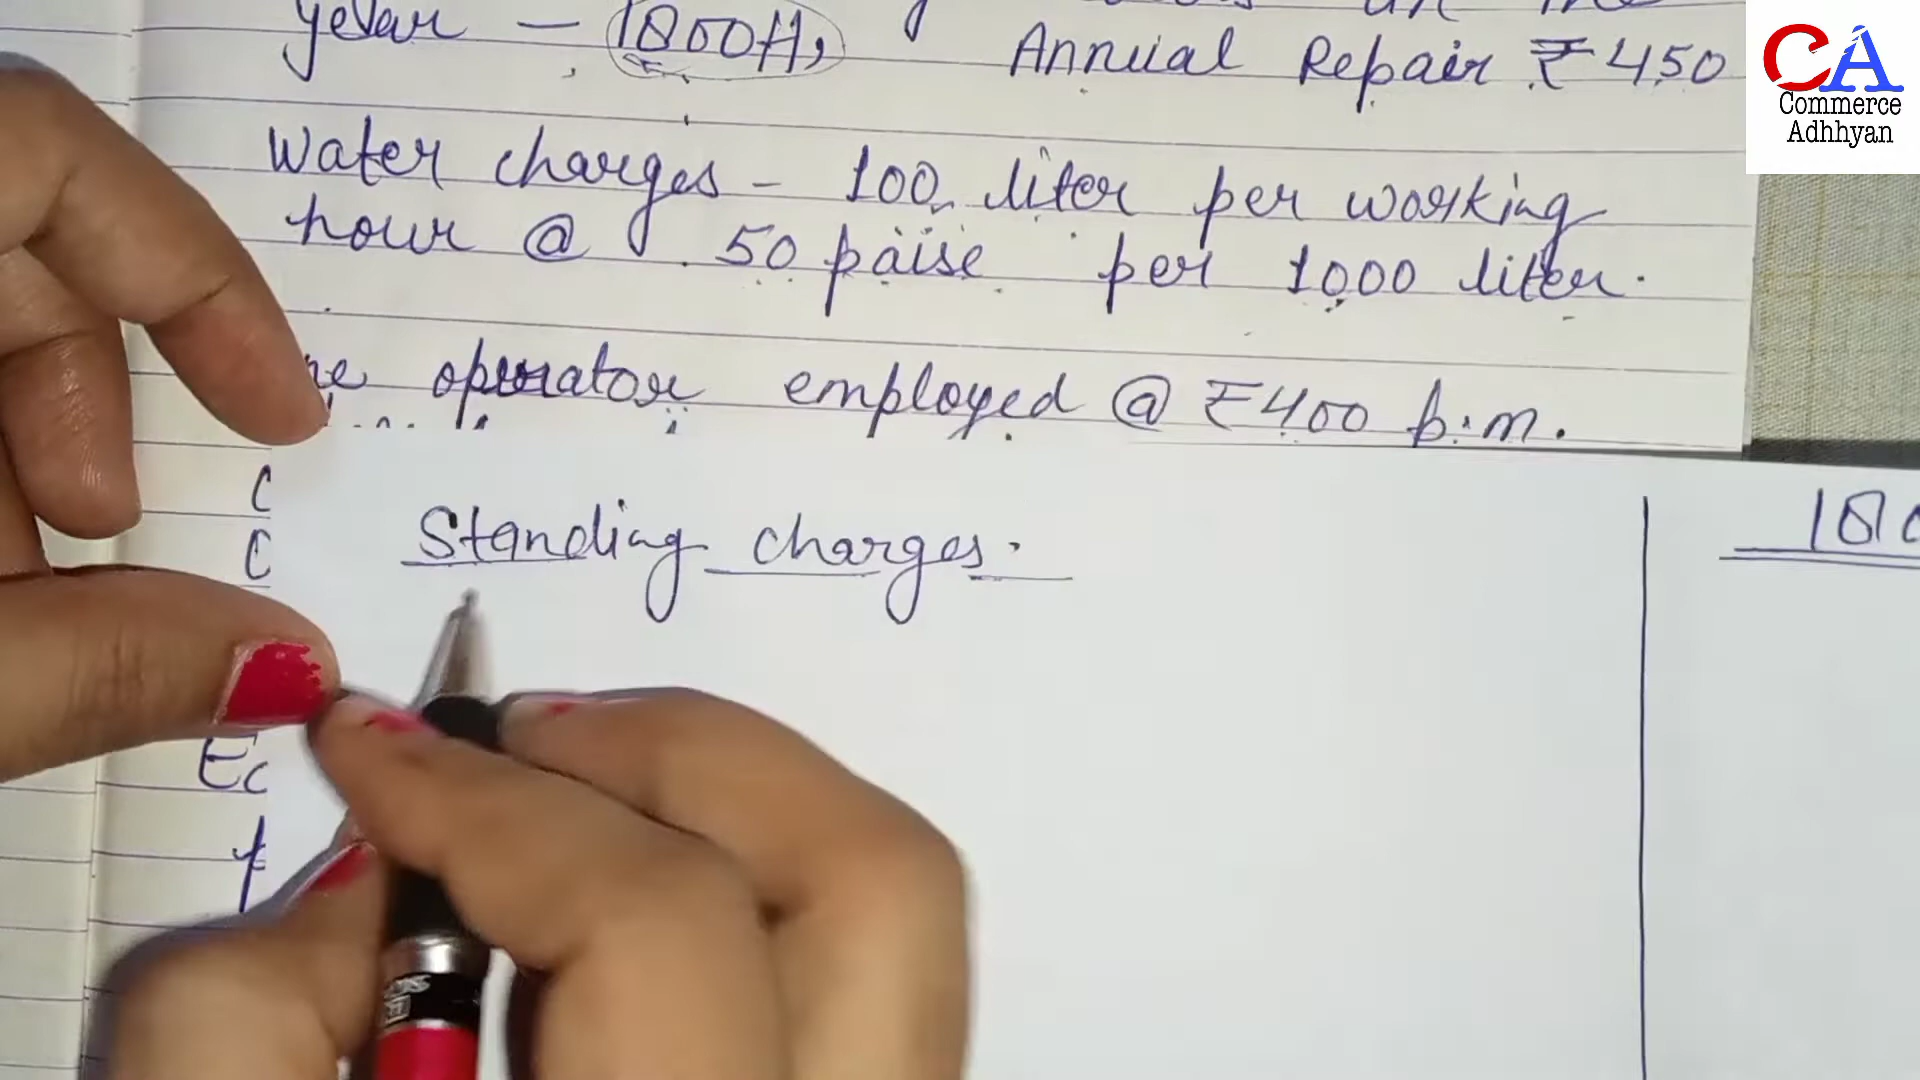 year - 1800H,
Annual Repair ₹ 450
CA
Commerce
Adhhyan
Water charges - 100 liter per working
hour @ 50 paise per 1000 liter.
operator employed @ ₹400 p.m.
Standing charges.